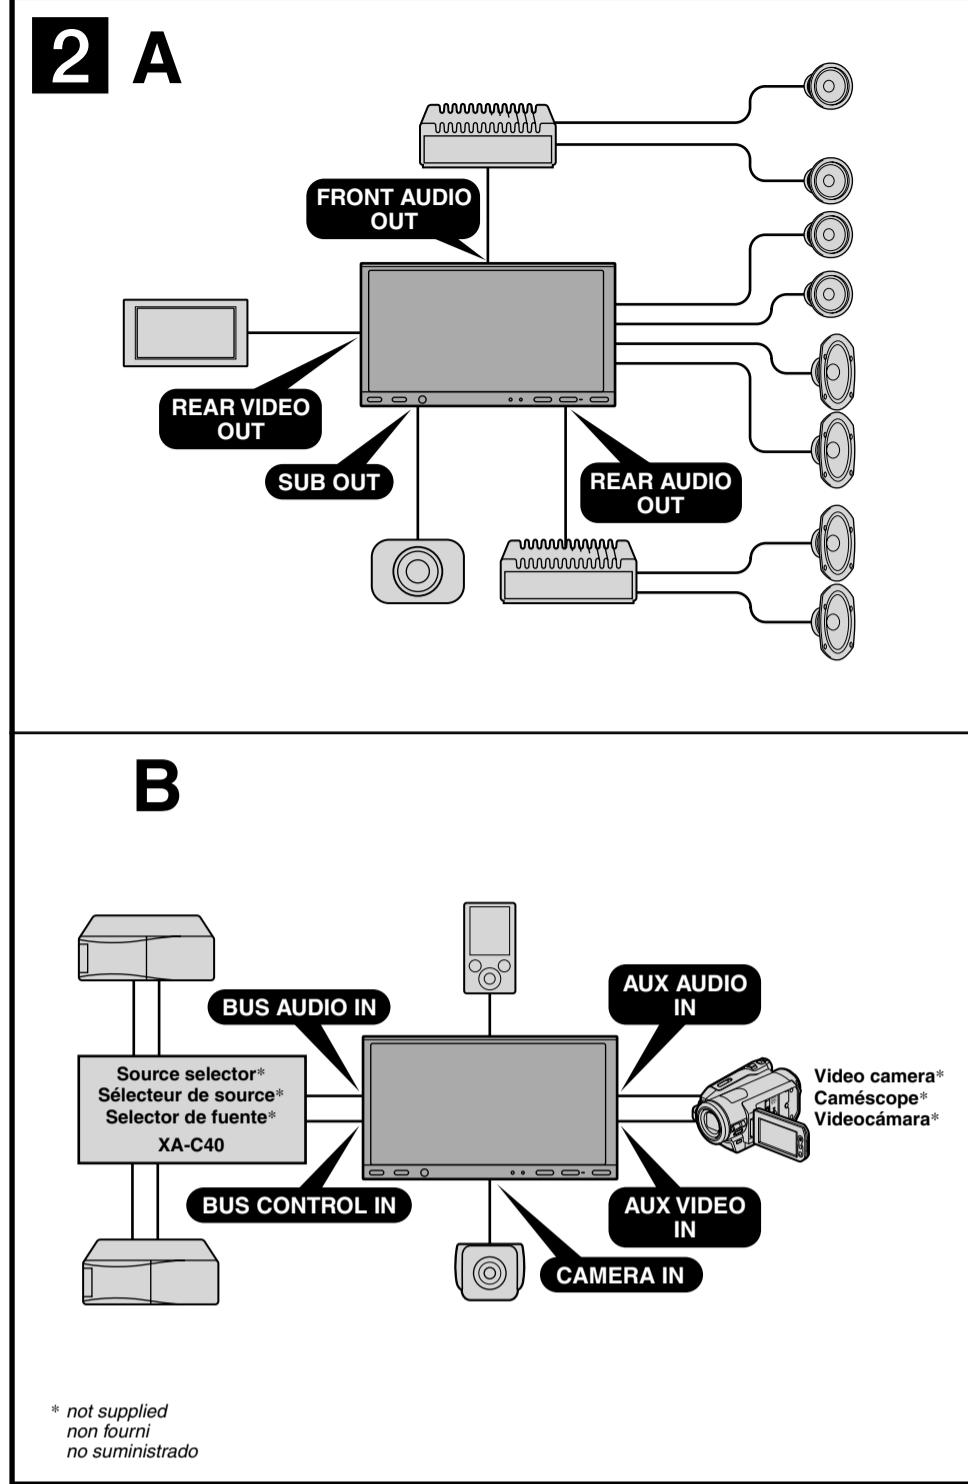 2 A
FRONT AUDIO
OUT
REAR VIDEO
OUT
SUB OUT
REAR AUDIO
OUT
B
BUS AUDIO IN
AUX AUDIO
IN
Source selector*
Sélecteur de source*
Selector de fuente*
XA-C40
Video camera*
Caméscope*
Videocámara*
BUS CONTROL IN
AUX VIDEO
IN
CAMERA IN
* not supplied
non fourni
no suministrado